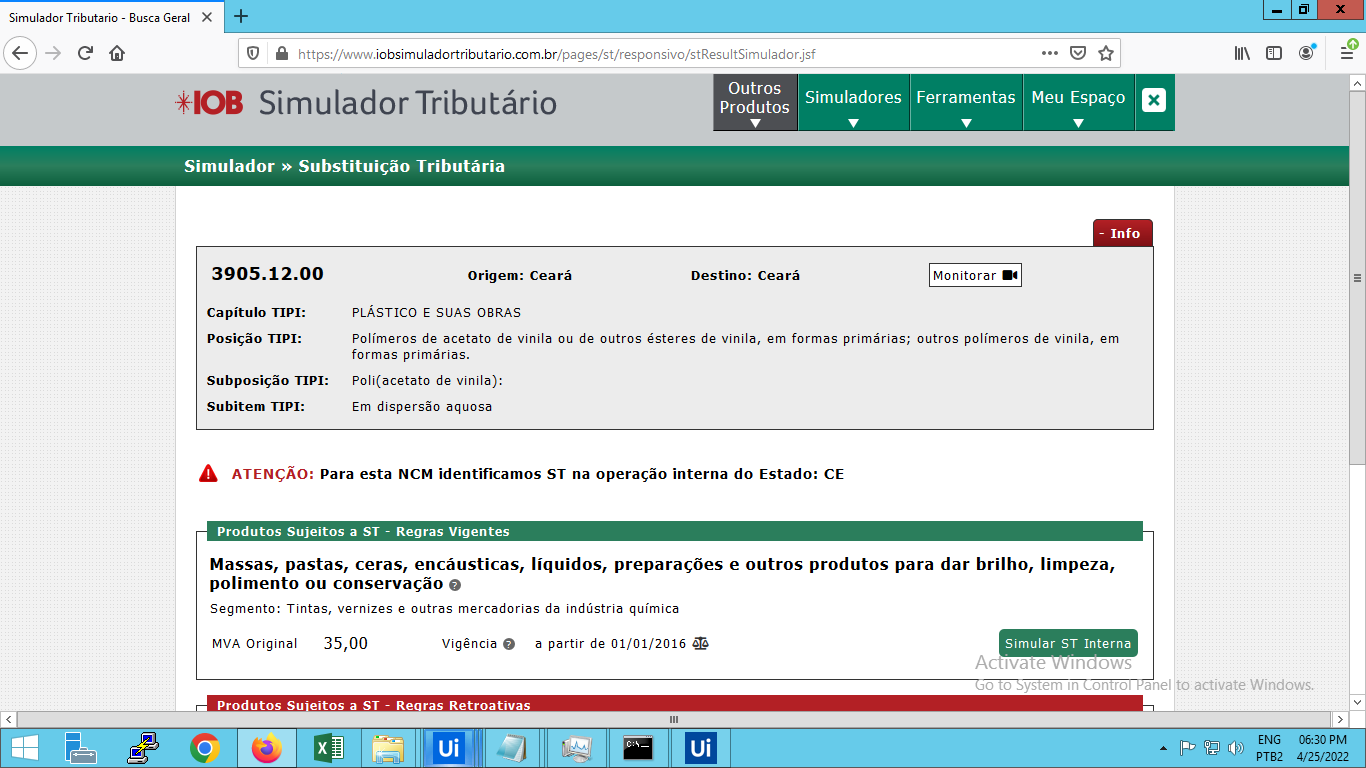 Simulador Tributario - Busca Geral
https://www.iobsimuladortributario.com.br/pages/st/responsivo/stResultSimulador.jsf
IOB Simulador Tributário
Outros Produtos
Simuladores
Ferramentas
Meu Espaço
Simulador » Substituição Tributária
- Info
3905.12.00 Origem: Ceará Destino: Ceará Monitorar
Capítulo TIPI: PLÁSTICO E SUAS OBRAS
Posição TIPI: Polímeros de acetato de vinila ou de outros ésteres de vinila, em formas primárias; outros polímeros de vinila, em
formas primárias.
Subposição TIPI: Poli(acetato de vinila):
Subitem TIPI: Em dispersão aquosa
ATENÇÃO: Para esta NCM identificamos ST na operação interna do Estado: CE
Produtos Sujeitos a ST - Regras Vigentes
Massas, pastas, ceras, encáusticas, líquidos, preparações e outros produtos para dar brilho, limpeza,
polimento ou conservação ?
Segmento: Tintas, vernizes e outras mercadorias da indústria química
MVA Original 35,00 Vigência ? a partir de 01/01/2016 Simular ST Interna
Activate Windows
Go to System in Control Panel to activate Windows.
Produtos Sujeitos a ST - Regras Retroativas
Ui
C:\
Ui
ENG 06:30 PM
PTB2 4/25/2022